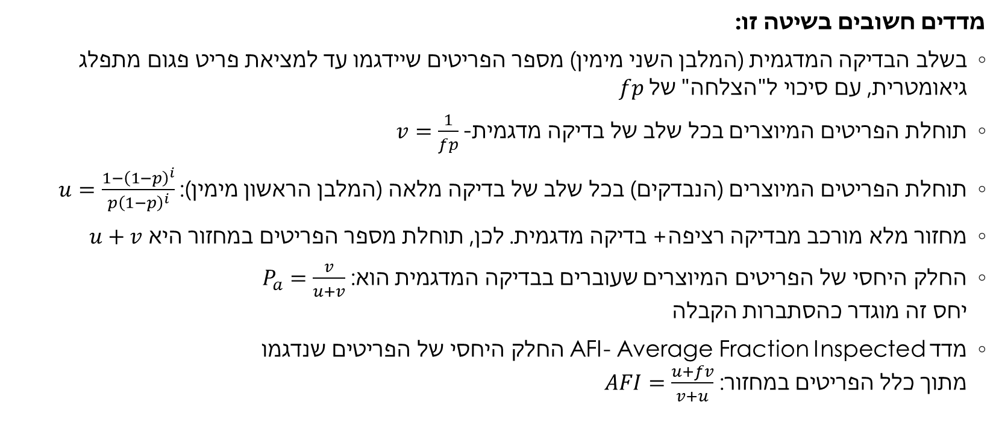 מדדים חשובים בשיטה זו:
◦ בשלב הבדיקה המדגמית (המלבן השני מימין) מספר הפריטים שיידגמו עד למציאת פריט פגום מתפלג
גיאומטרית, עם סיכוי ל"הצלחה" של fp
◦ תוחלת הפריטים המיוצרים בכל שלב של בדיקה מדגמית- v = \frac{1}{fp}
◦ תוחלת הפריטים המיוצרים (הנבדקים) בכל שלב של בדיקה מלאה (המלבן הראשון מימין): u = \frac{1-(1-p)^i}{p(1-p)^i}
◦ מחזור מלא מורכב מבדיקה רציפה+ בדיקה מדגמית. לכן, תוחלת מספר הפריטים במחזור היא u + v
◦ החלק היחסי של הפריטים המיוצרים שעוברים בבדיקה המדגמית הוא: P_a = \frac{v}{u+v}
יחס זה מוגדר כהסתברות הקבלה
◦ מדד AFI- Average Fraction Inspected החלק היחסי של הפריטים שנדגמו
מתוך כלל הפריטים במחזור: AFI = \frac{u+fv}{v+u}